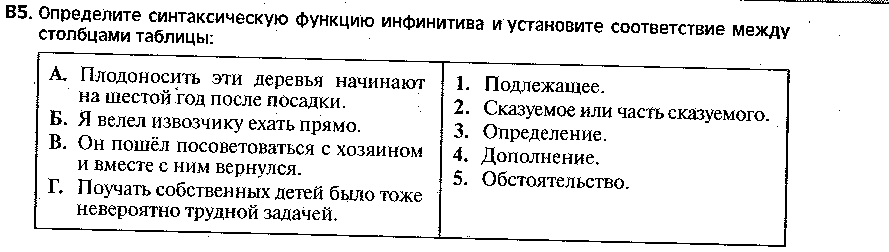 В5. Определите синтаксическую функцию инфинитива и установите соответствие между
столбцами таблицы:
А. Плодоносить эти деревья начинают
на шестой год после посадки.
Б. Я велел извозчику ехать прямо.
В. Он пошёл посоветоваться с хозяином
и вместе с ним вернулся.
Г. Поучать собственных детей было тоже
невероятно трудной задачей.
1. Подлежащее.
2. Сказуемое или часть сказуемого.
3. Определение.
4. Дополнение.
5. Обстоятельство.